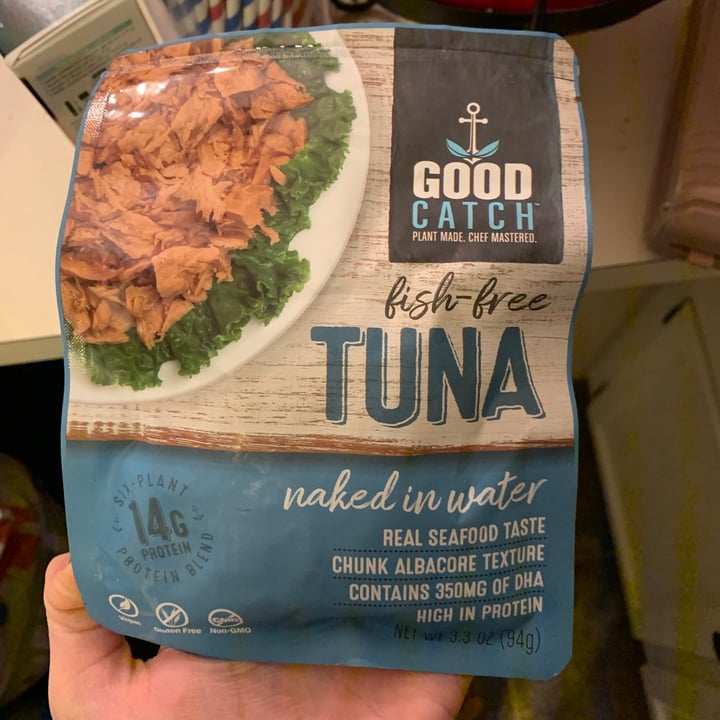 GOOD
CATCH™
PLANT MADE. CHEF MASTERED.
fish-free
TUNA
naked in water
REAL SEAFOOD TASTE
CHUNK ALBACORE TEXTURE
CONTAINS 350MG OF DHA
HIGH IN PROTEIN
NET WT 3.3 OZ (94g)
SIX-PLANT
14G
PROTEIN
PROTEIN BLEND
Vegan
Gluten Free
GMO
Non-GMO